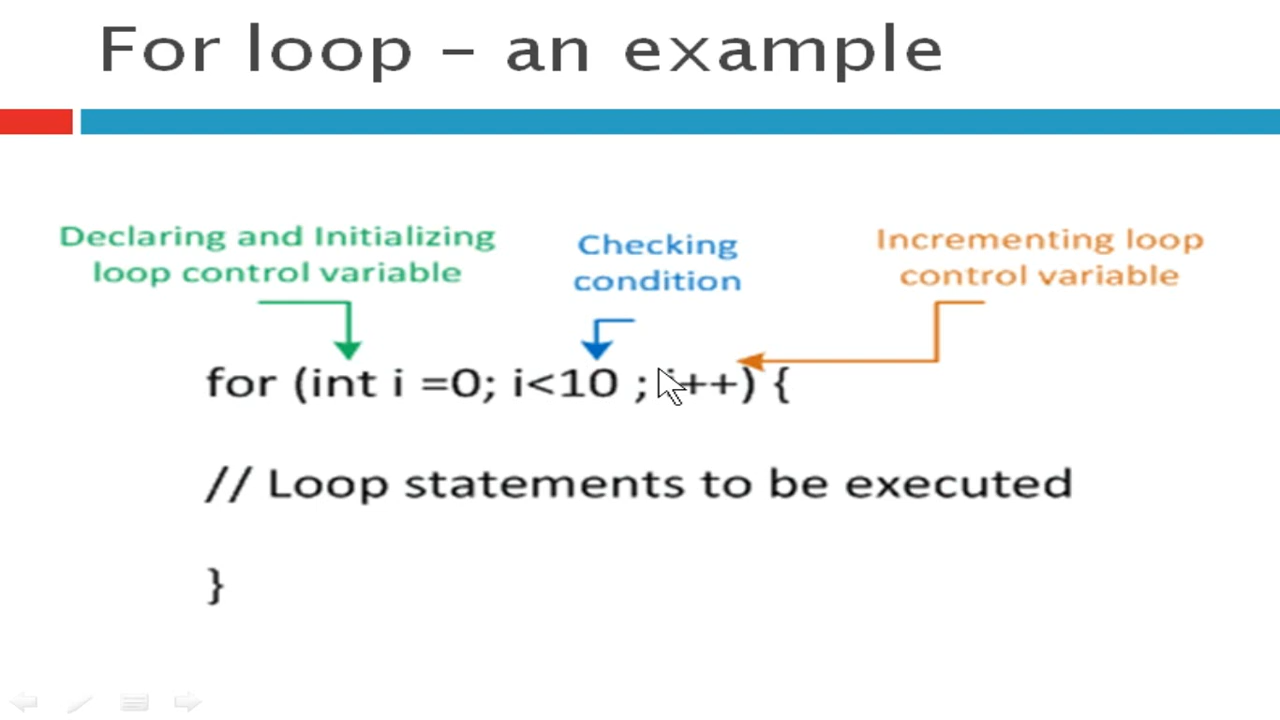 For loop – an example
Declaring and Initializing
loop control variable
Checking
condition
Incrementing loop
control variable
for (int i =0; i<10 ; i++) {
// Loop statements to be executed
}